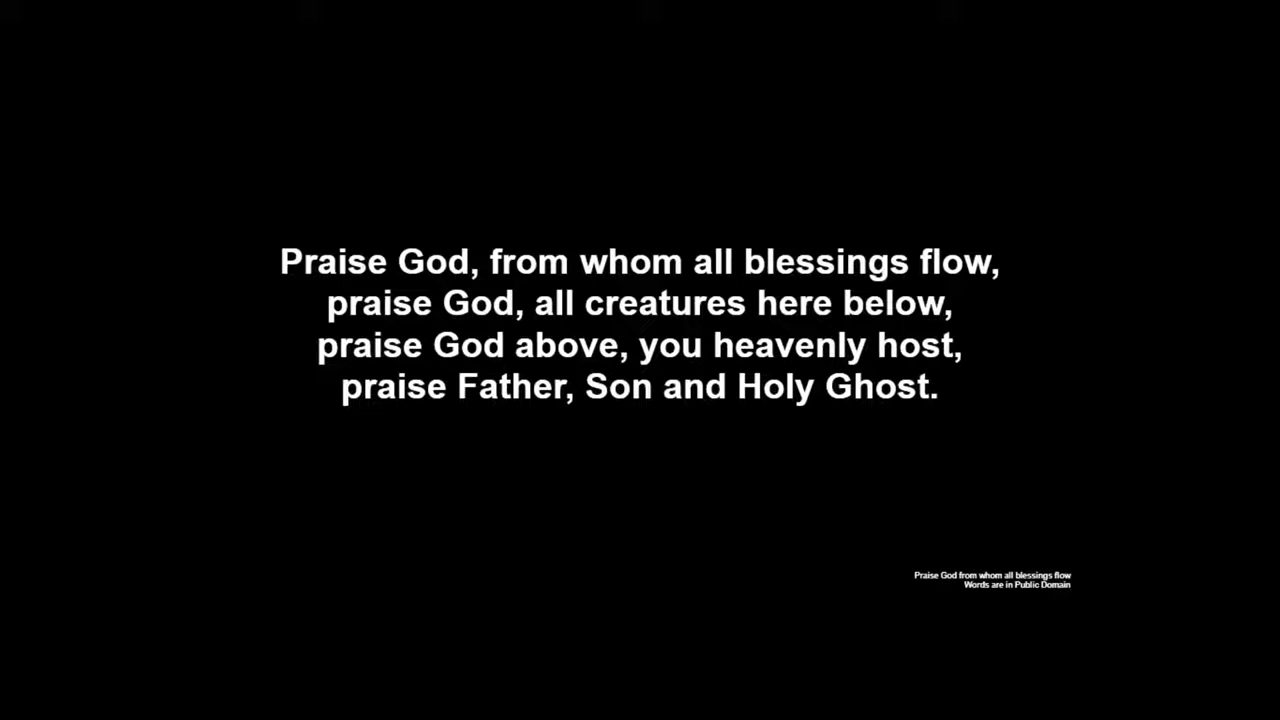 Praise God, from whom all blessings flow,
praise God, all creatures here below,
praise God above, you heavenly host,
praise Father, Son and Holy Ghost.
Praise God from whom all blessings flow
Words are in Public Domain